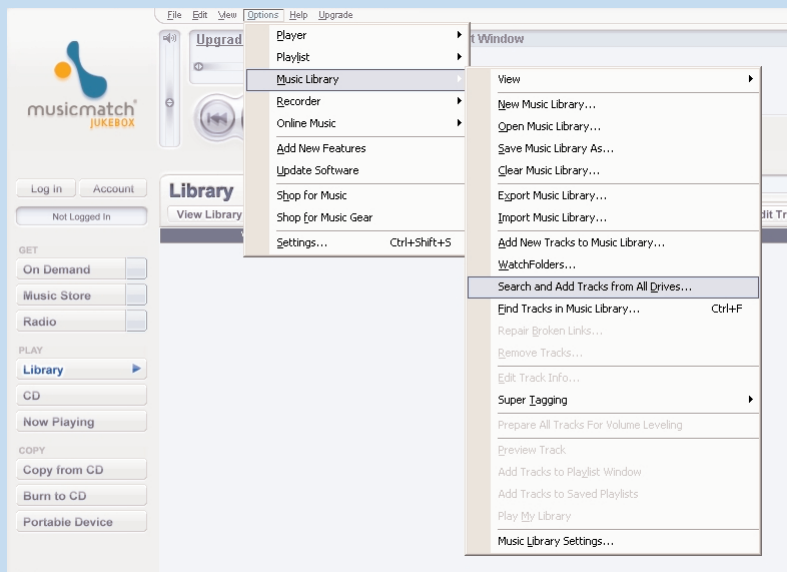 File Edit View Options Help Upgrade
musicmatch
JUKEBOX
Upgrad
t Window
Player
Playlist
Music Library
Recorder
Online Music
Add New Features
Update Software
Shop for Music
Shop for Music Gear
Settings... Ctrl+Shift+S
View
New Music Library...
Open Music Library...
Save Music Library As...
Clear Music Library...
Export Music Library...
Import Music Library...
Add New Tracks to Music Library...
WatchFolders...
Search and Add Tracks from All Drives...
Find Tracks in Music Library... Ctrl+F
Repair Broken Links...
Remove Tracks...
Edit Track Info...
Super Tagging
Prepare All Tracks For Volume Leveling
Preview Track
Add Tracks to Playlist Window
Add Tracks to Saved Playlists
Play My Library
Music Library Settings...
Log in Account
Not Logged In
Library
View Library
dit Tr
GET
On Demand
Music Store
Radio
PLAY
Library
CD
Now Playing
COPY
Copy from CD
Burn to CD
Portable Device